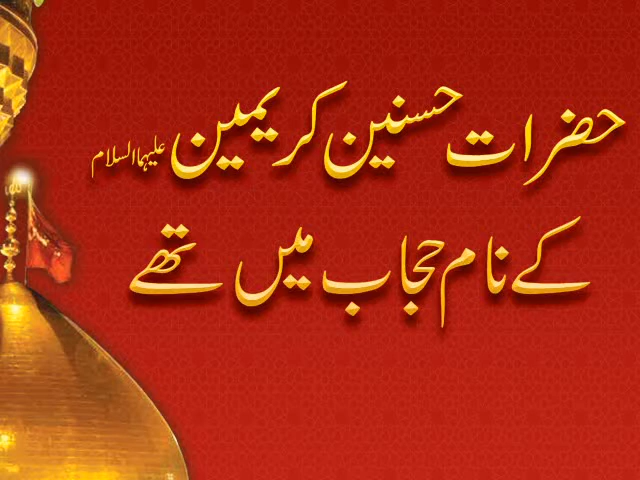 حضرات حسنین کریمین علیہما السلام
کے نام حجاب میں تھے